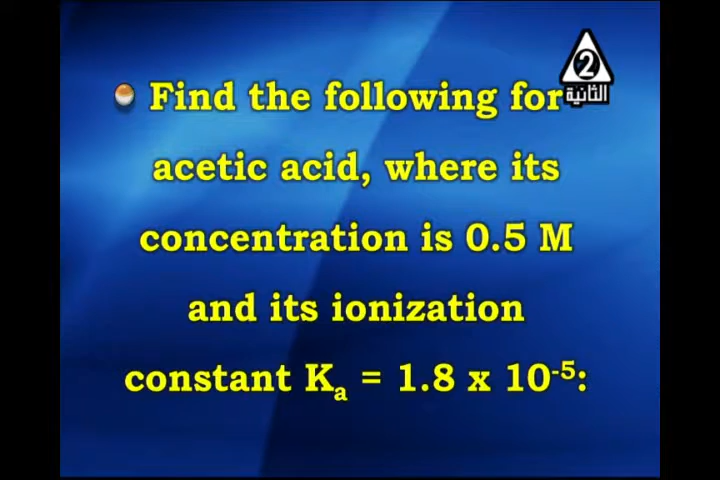 Find the following for
acetic acid, where its
concentration is 0.5 M
and its ionization
constant Kₐ = 1.8 x 10⁻⁵:
2
الثانية